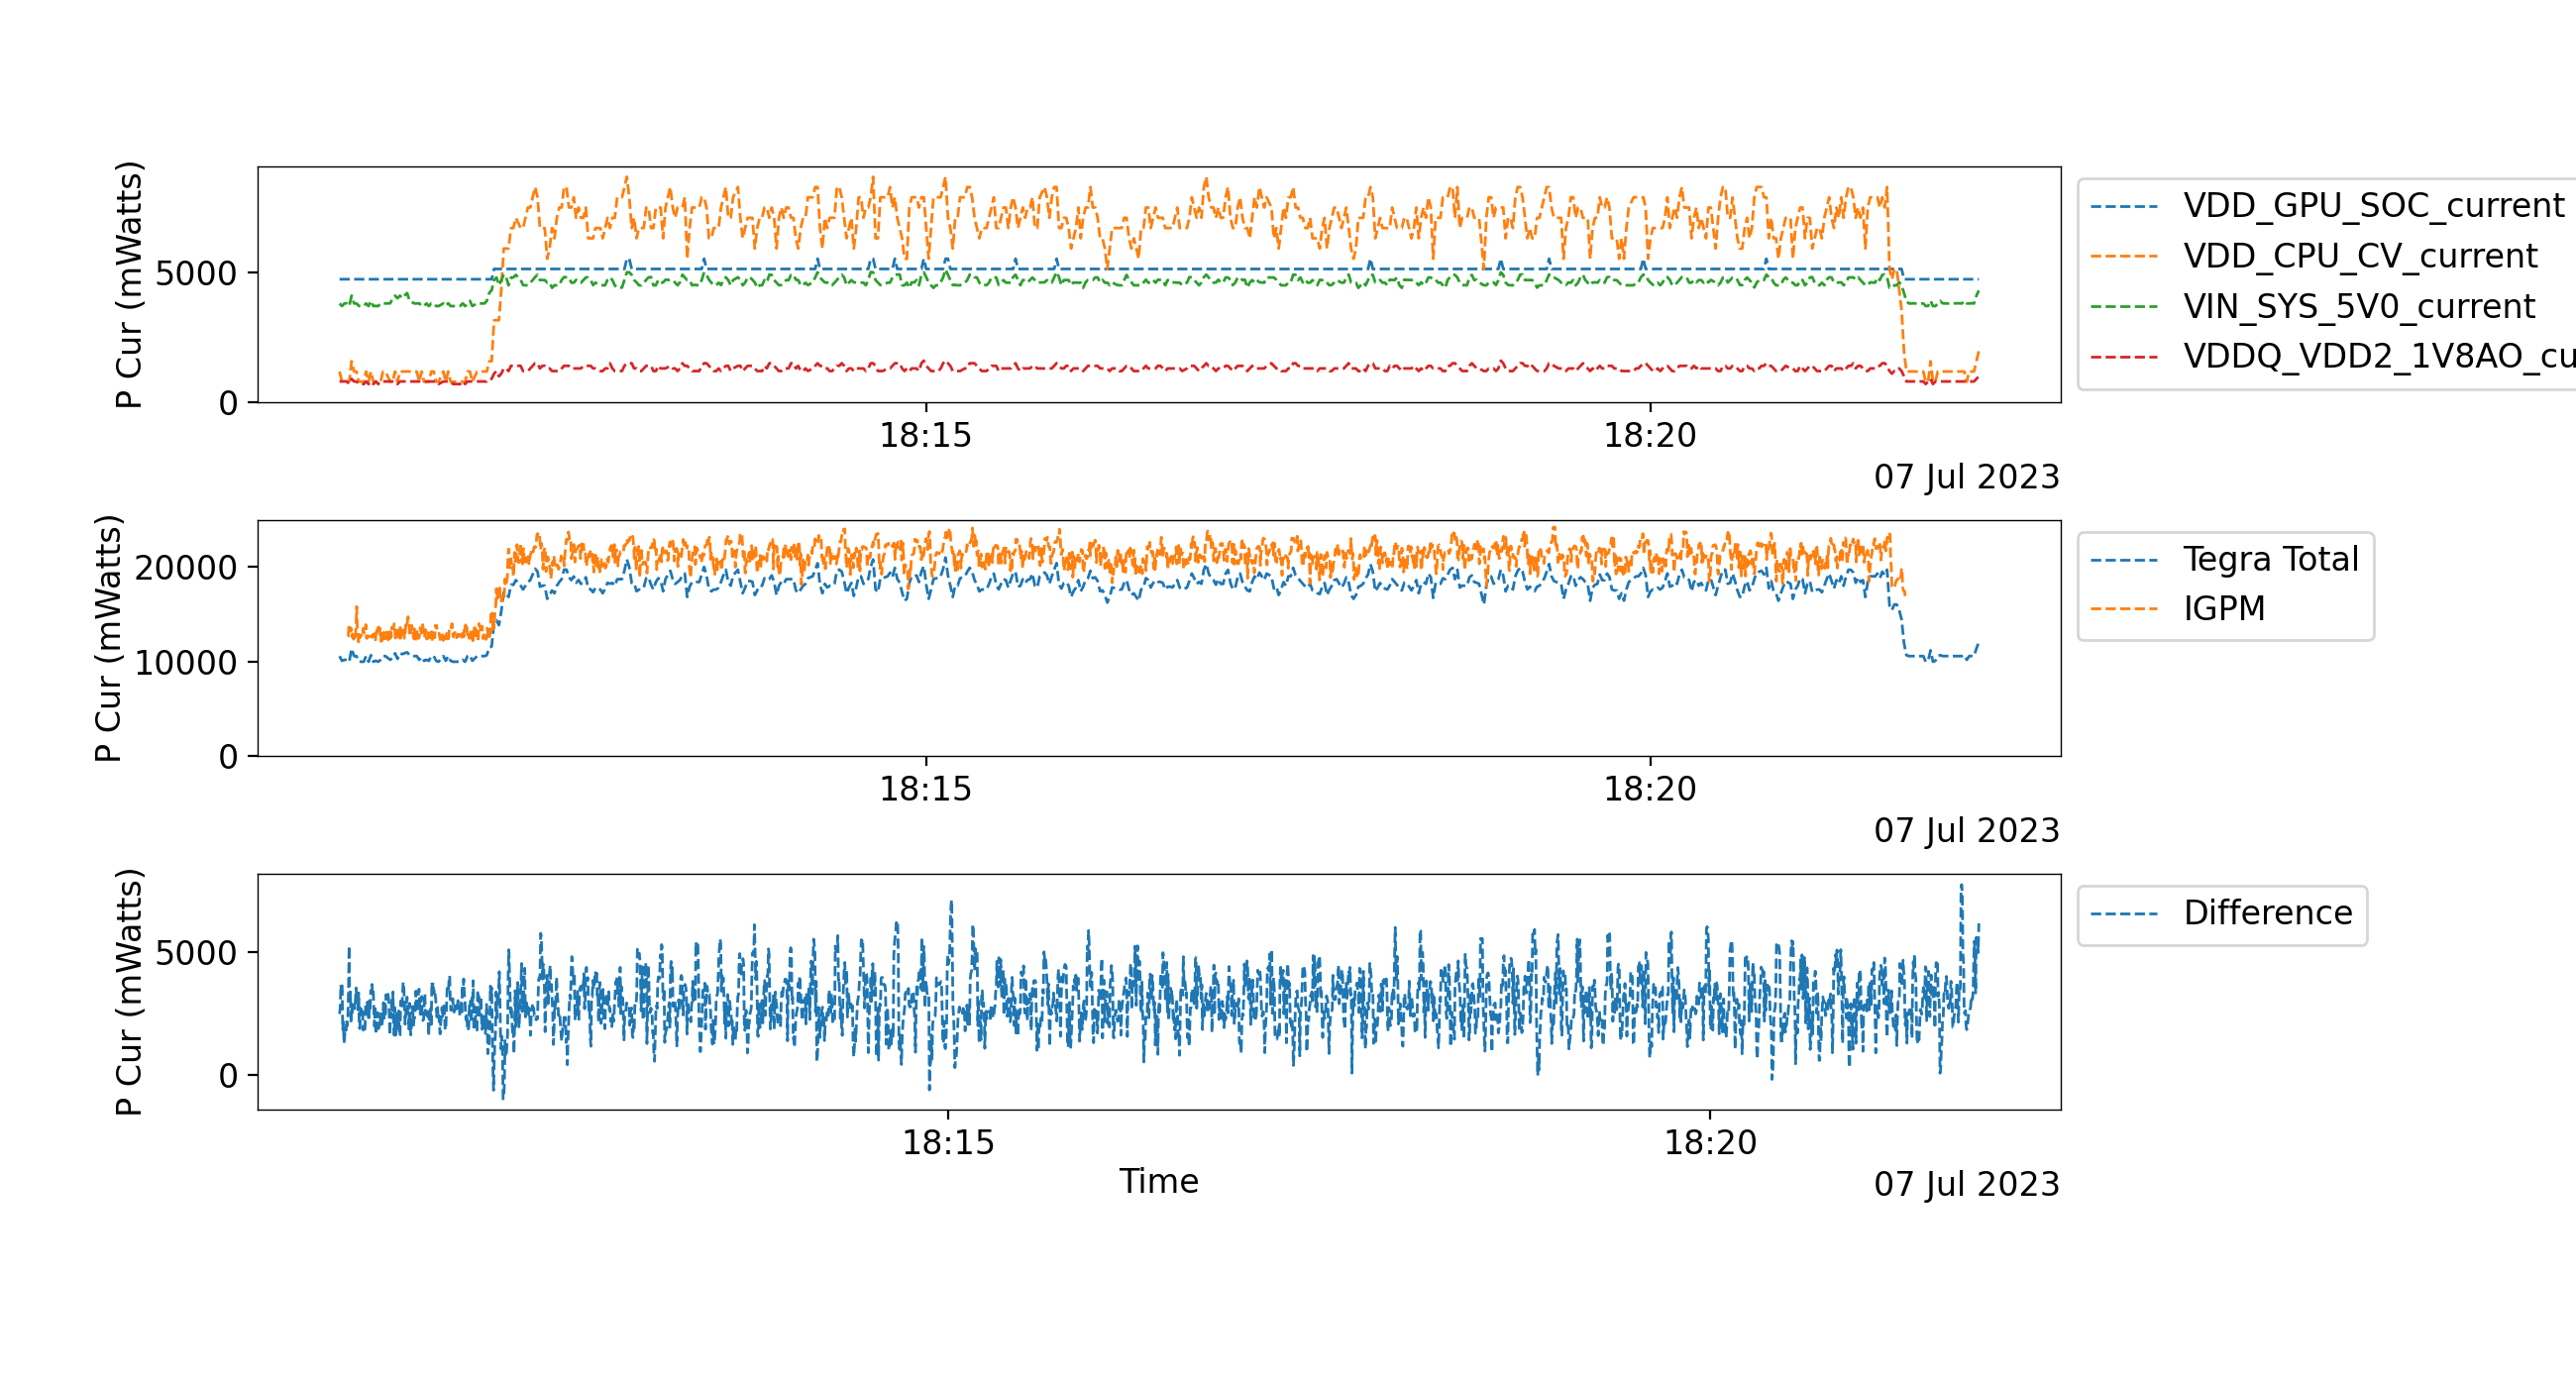 P Cur (mWatts)
5000
0
18:15
18:20
07 Jul 2023
VDD_GPU_SOC_current
VDD_CPU_CV_current
VIN_SYS_5V0_current
VDDQ_VDD2_1V8AO_cu
P Cur (mWatts)
20000
10000
0
18:15
18:20
07 Jul 2023
Tegra Total
IGPM
P Cur (mWatts)
5000
0
18:15
18:20
Time
07 Jul 2023
Difference